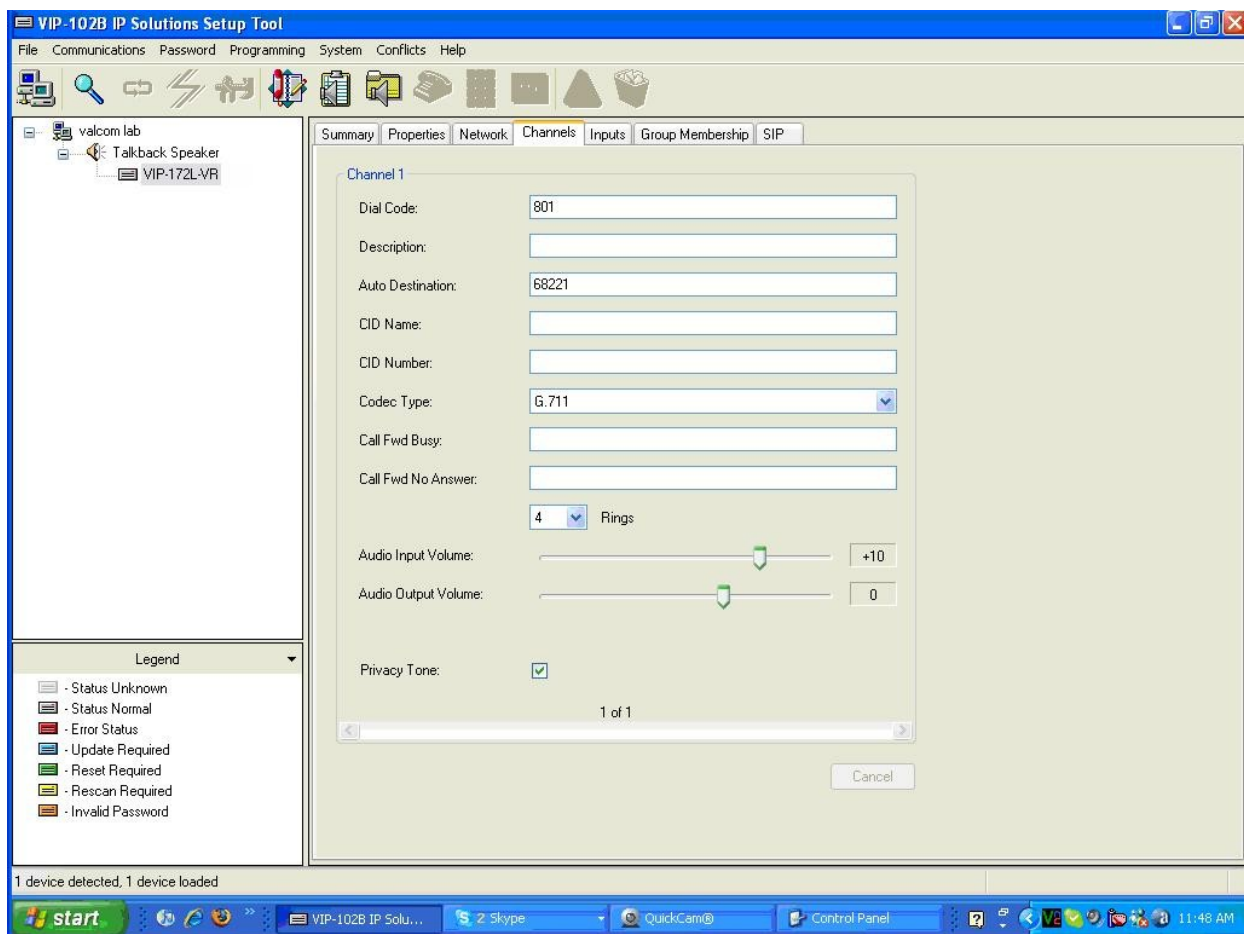 VIP-102B IP Solutions Setup Tool
File Communications Password Programming System Conflicts Help
valcom lab
Talkback Speaker
VIP-172L-VR
Summary Properties Network Channels Inputs Group Membership SIP
Channel 1
Dial Code: 801
Description:
Auto Destination: 68221
CID Name:
CID Number:
Codec Type: G.711
Call Fwd Busy:
Call Fwd No Answer:
4 Rings
Audio Input Volume: +10
Audio Output Volume: 0
Privacy Tone:
1 of 1
Cancel
Legend
- Status Unknown
- Status Normal
- Error Status
- Update Required
- Reset Required
- Rescan Required
- Invalid Password
1 device detected, 1 device loaded
start VIP-102B IP Solu... 2 Skype QuickCam® Control Panel 11:48 AM